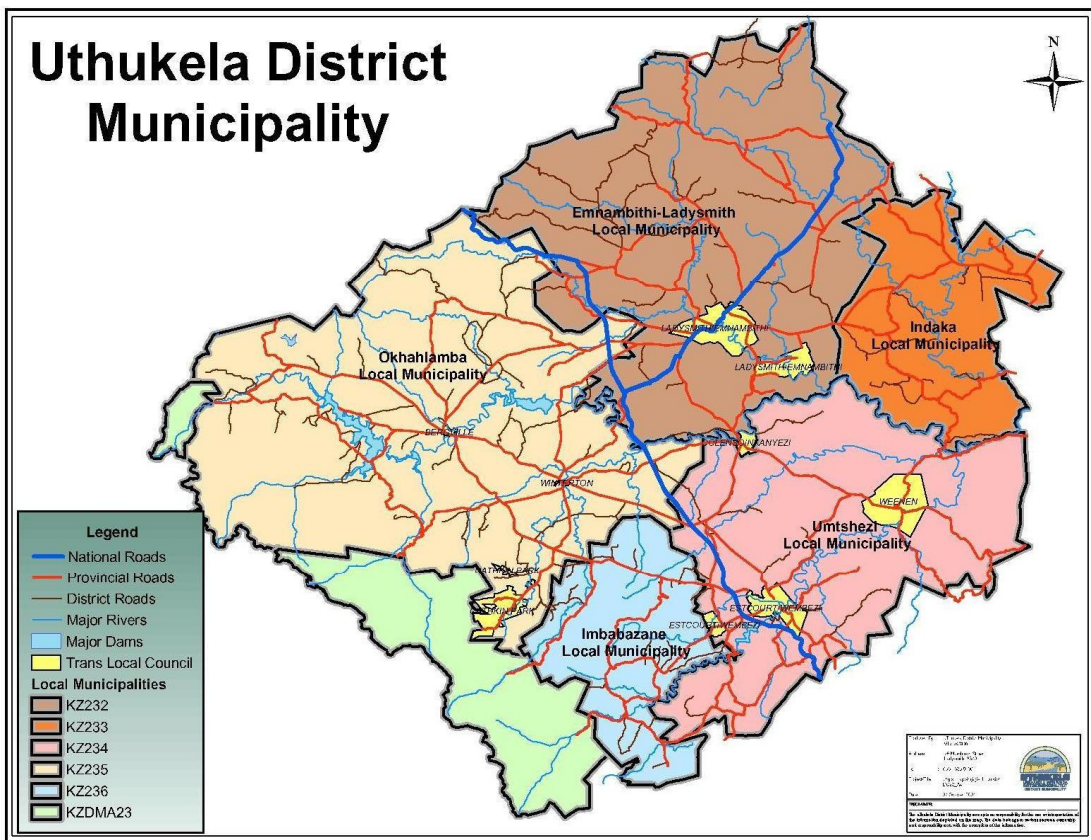 Uthukela District
Municipality
N
Emnambithi-Ladysmith
Local Municipality
LADYSMITH/EMNAMBITHI
Indaka
Local Municipality
LADYSMITH/EMNAMBITHI
Okhahlamba
Local Municipality
BERGVILLE
WINTERTON
WEENEN
Umtshezi
Local Municipality
ESTCOURT/WEMBEZI
ESTCOURT/WEMBEZI
Imbabazane
Local Municipality
Legend
National Roads
Provincial Roads
District Roads
Major Rivers
Major Dams
Trans Local Council
Local Municipalities
KZ232
KZ233
KZ234
KZ235
KZ236
KZDMA23